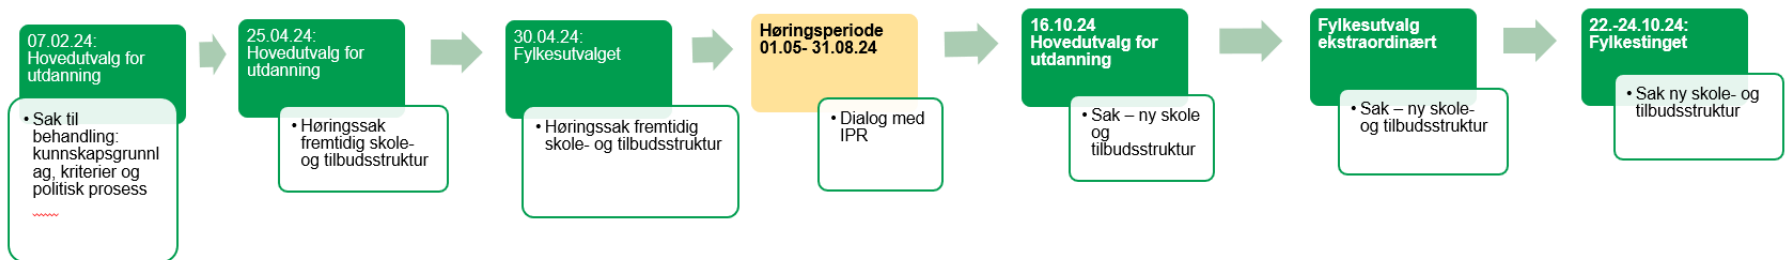 07.02.24:
Hovedutvalg for
utdanning
• Sak til
behandling:
kunnskapsgrunnl
ag, kriterier og
politisk prosess
25.04.24:
Hovedutvalg for
utdanning
• Høringssak
fremtidig skole-
og tilbudsstruktur
30.04.24:
Fylkesutvalget
• Høringssak fremtidig
skole- og tilbudsstruktur
Høringsperiode
01.05- 31.08.24
• Dialog med
IPR
16.10.24
Hovedutvalg for
utdanning
• Sak – ny skole
og
tilbudsstruktur
Fylkesutvalg
ekstraordinært
• Sak – ny skole-
og tilbudsstruktur
22.-24.10.24:
Fylkestinget
• Sak ny skole- og
tilbudsstruktur